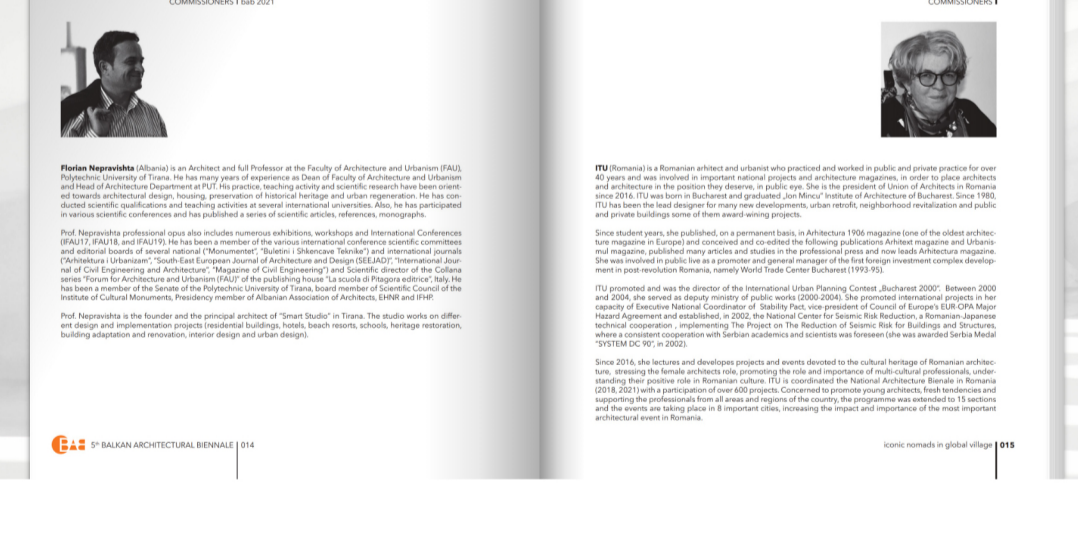 COMMISSIONERS I bab 2021
Florian Nepravishta (Albania) is an Architect and full Professor at the Faculty of Architecture and Urbanism (FAU),
Polytechnic University of Tirana. He has many years of experience as Dean of Faculty of Architecture and Urbanism
and Head of Architecture Department at PUT. His practice, teaching activity and scientific research have been orient-
ed towards architectural design, housing, preservation of historical heritage and urban regeneration. He has con-
ducted scientific qualifications and teaching activities at several international universities. Also, he has participated
in various scientific conferences and has published a series of scientific articles, references, monographs.
Prof. Nepravishta professional opus also includes numerous exhibitions, workshops and International Conferences
(IFAU17, IFAU18, and IFAU19). He has been a member of the various international conference scientific committees
and editorial boards of several national ("Monumentet", "Buletini i Shkencave Teknike") and international journals
("Arhitektura i Urbanizam", "South-East European Journal of Architecture and Design (SEEJAD)", "International Jour-
nal of Civil Engineering and Architecture", "Magazine of Civil Engineering") and Scientific director of the Collana
series "Forum for Architecture and Urbanism (FAU)" of the publishing house "La scuola di Pitagora editrice", Italy. He
has been a member of the Senate of the Polytechnic University of Tirana, board member of Scientific Council of the
Institute of Cultural Monuments, Presidency member of Albanian Association of Architects, EHNR and IFHP.
Prof. Nepravishta is the founder and the principal architect of "Smart Studio" in Tirana. The studio works on differ-
ent design and implementation projects (residential buildings, hotels, beach resorts, schools, heritage restoration,
building adaptation and renovation, interior design and urban design).
BAB 5th BALKAN ARCHITECTURAL BIENNALE | 014
COMMISSIONERS I
ITU (Romania) is a Romanian arhitect and urbanist who practiced and worked in public and private practice for over
40 years and was involved in important national projects and architecture magazines, in order to place architects
and architecture in the position they deserve, in public eye. She is the president of Union of Architects in Romania
since 2016. ITU was born in Bucharest and graduated „Ion Mincu" Institute of Architecture of Bucharest. Since 1980,
ITU has been the lead designer for many new developments, urban retrofit, neighborhood revitalization and public
and private buildings some of them award-wining projects.
Since student years, she published, on a permanent basis, in Arhitectura 1906 magazine (one of the oldest architec-
ture magazine in Europe) and conceived and co-edited the following publications Arhitext magazine and Urbanis-
mul magazine, published many articles and studies in the professional press and now leads Arhitectura magazine.
She was involved in public live as a promoter and general manager of the first foreign investment complex develop-
ment in post-revolution Romania, namely World Trade Center Bucharest (1993-95).
ITU promoted and was the director of the International Urban Planning Contest „Bucharest 2000". Between 2000
and 2004, she served as deputy ministry of public works (2000-2004). She promoted international projects in her
capacity of Executive National Coordinator of Stability Pact, vice-president of Council of Europe's EUR-OPA Major
Hazard Agreement and established, in 2002, the National Center for Seismic Risk Reduction, a Romanian-Japanese
technical cooperation , implementing The Project on The Reduction of Seismic Risk for Buildings and Structures,
where a consistent cooperation with Serbian academics and scientists was foreseen (she was awarded Serbia Medal
"SYSTEM DC 90", in 2002).
Since 2016, she lectures and developes projects and events devoted to the cultural heritage of Romanian architec-
ture, stressing the female architects role, promoting the role and importance of multi-cultural professionals, under-
standing their positive role in Romanian culture. ITU is coordinated the National Architecture Bienale in Romania
(2018, 2021) with a participation of over 600 projects. Concerned to promote young architects, fresh tendencies and
supporting the professionals from all areas and regions of the country, the programme was extended to 15 sections
and the events are taking place in 8 important cities, increasing the impact and importance of the most important
architectural event in Romania.
iconic nomads in global village | 015